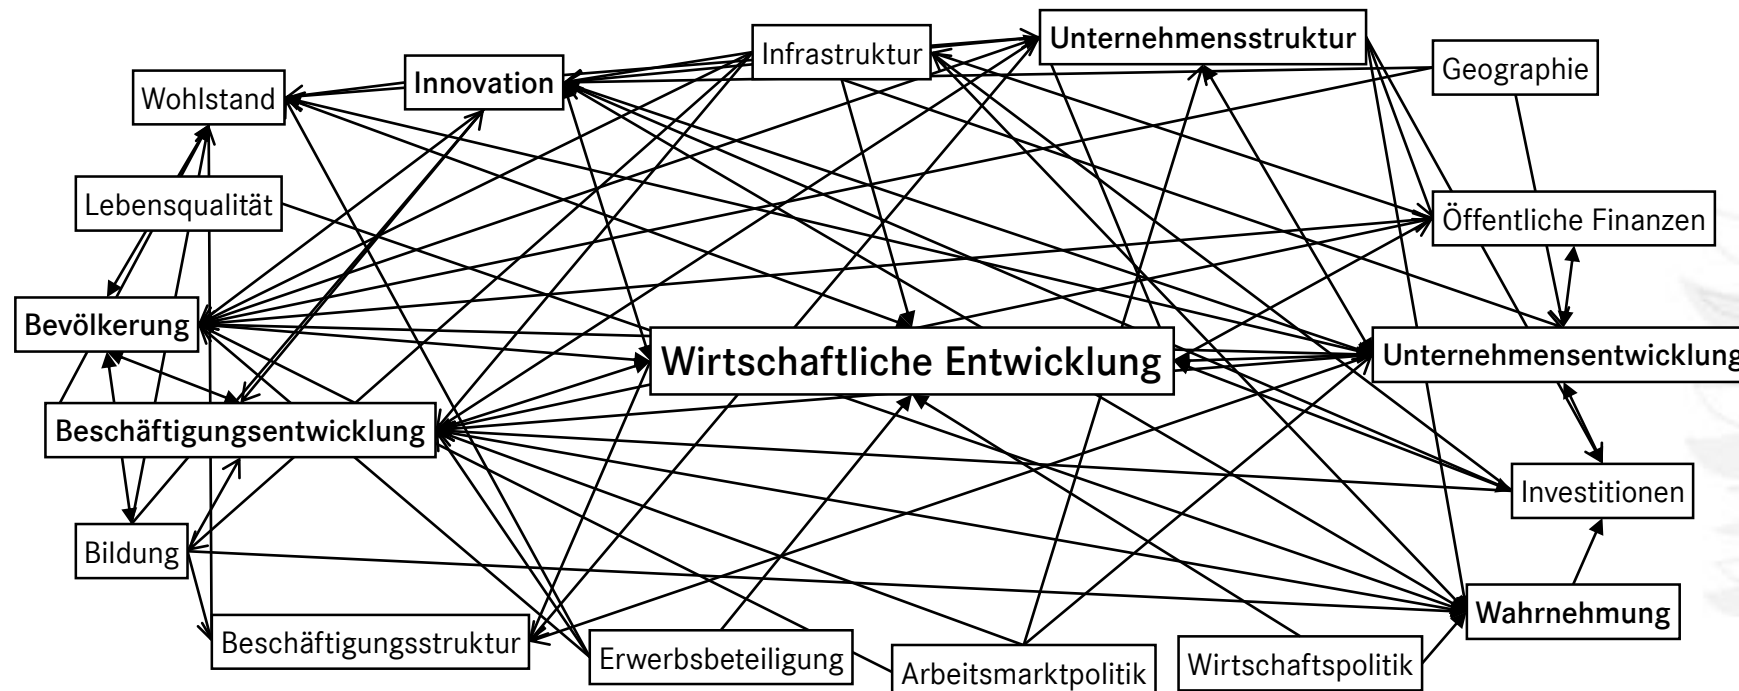 Infrastruktur
Unternehmensstruktur
Geographie
Innovation
Wohlstand
Lebensqualität
Öffentliche Finanzen
Bevölkerung
Wirtschaftliche Entwicklung
Unternehmensentwicklung
Beschäftigungsentwicklung
Investitionen
Bildung
Wahrnehmung
Beschäftigungsstruktur
Erwerbsbeteiligung
Arbeitsmarktpolitik
Wirtschaftspolitik